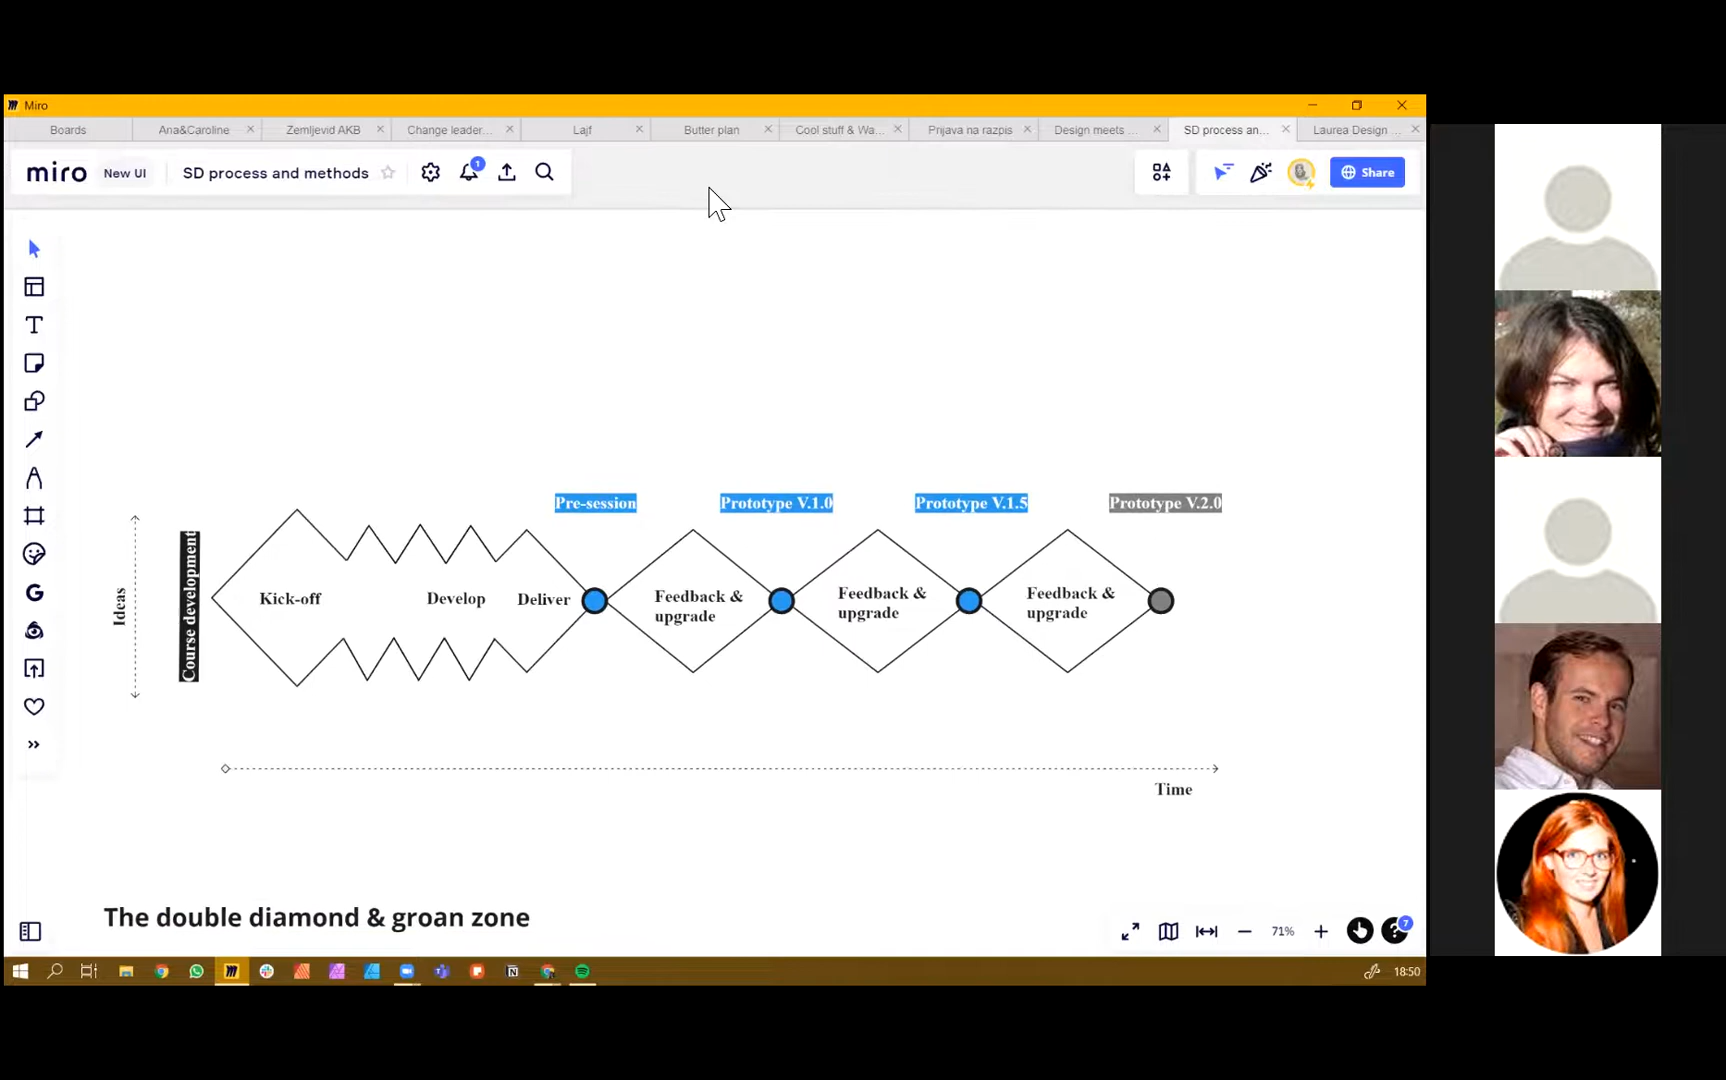 Miro
Boards
Ana&Caroline
Zemljevid AKB
Change leader...
Lajf
Butter plan
Cool stuff & Wa...
Prijava na razpis
Design meets ...
SD process an...
Laurea Design ...
miro
New UI
SD process and methods
1
Share
Pre-session
Prototype V.1.0
Prototype V.1.5
Prototype V.2.0
Ideas
Course development
Kick-off
Develop
Deliver
Feedback &
upgrade
Feedback &
upgrade
Feedback &
upgrade
Time
The double diamond & groan zone
71%
7
18:50